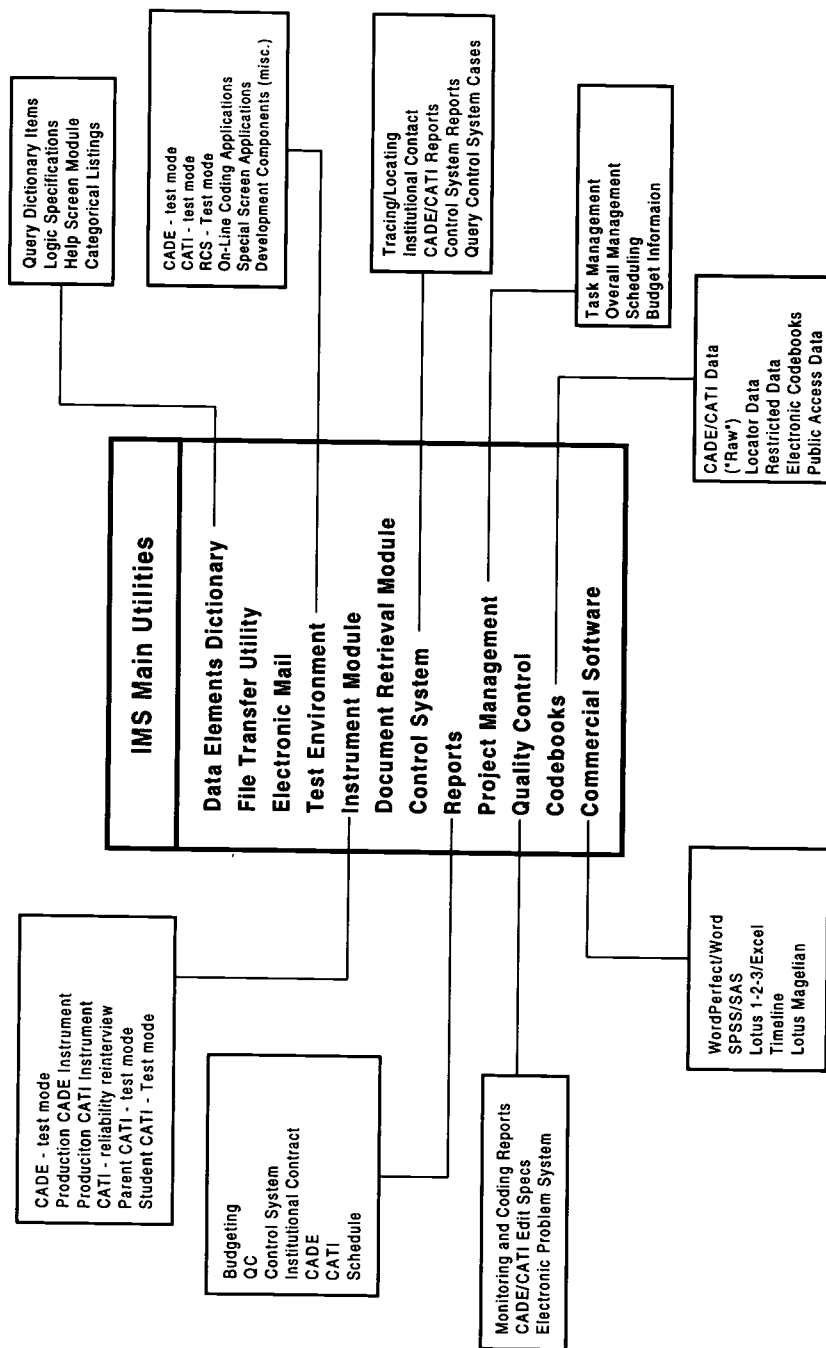 IMS Main Utilities
Data Elements Dictionary
File Transfer Utility
Electronic Mail
Test Environment
Instrument Module
Document Retrieval Module
Control System
Reports
Project Management
Quality Control
Codebooks
Commercial Software
CADE - test mode
Production CADE Instrument
Produciton CATI Instrument
CATI - reliability reinterview
Parent CATI - test mode
Student CATI - Test mode
Budgeting
QC
Control System
Institutional Contract
CADE
CATI
Schedule
Monitoring and Coding Reports
CADE/CATI Edit Specs
Electronic Problem System
WordPerfect/Word
SPSS/SAS
Lotus 1-2-3/Excel
Timeline
Lotus Magelian
Query Dictionary Items
Logic Specifications
Help Screen Module
Categorical Listings
CADE - test mode
CATI - test mode
RCS - Test mode
On-Line Coding Applications
Special Screen Applications
Development Components (misc.)
Tracing/Locating
Institutional Contact
CADE/CATI Reports
Control System Reports
Query Control System Cases
Task Management
Overall Management
Scheduling
Budget Informaion
CADE/CATI Data
("Raw")
Locator Data
Restricted Data
Electronic Codebooks
Public Access Data